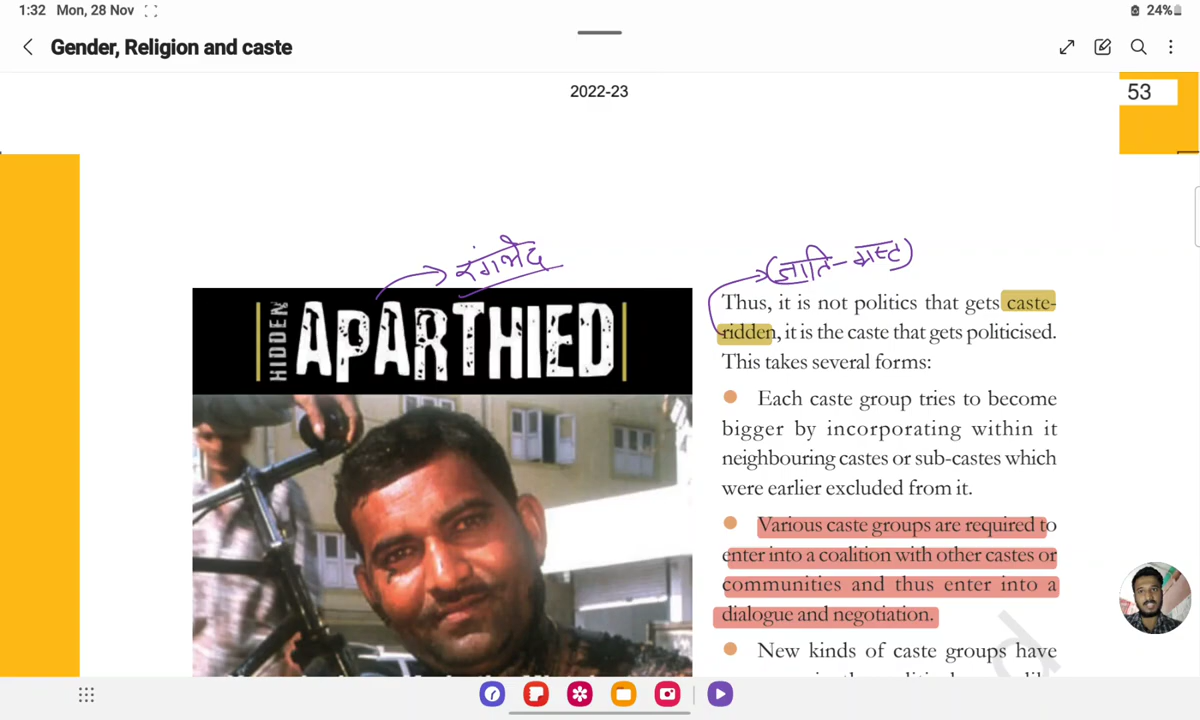 1:32 Mon, 28 Nov
24%
Gender, Religion and caste
2022-23
53
रंगभेद
(जाति-ग्रस्त)
HIDDEN APARTHIED
Thus, it is not politics that gets caste-
ridden, it is the caste that gets politicised.
This takes several forms:
Each caste group tries to become
bigger by incorporating within it
neighbouring castes or sub-castes which
were earlier excluded from it.
Various caste groups are required to
enter into a coalition with other castes or
communities and thus enter into a
dialogue and negotiation.
New kinds of caste groups have